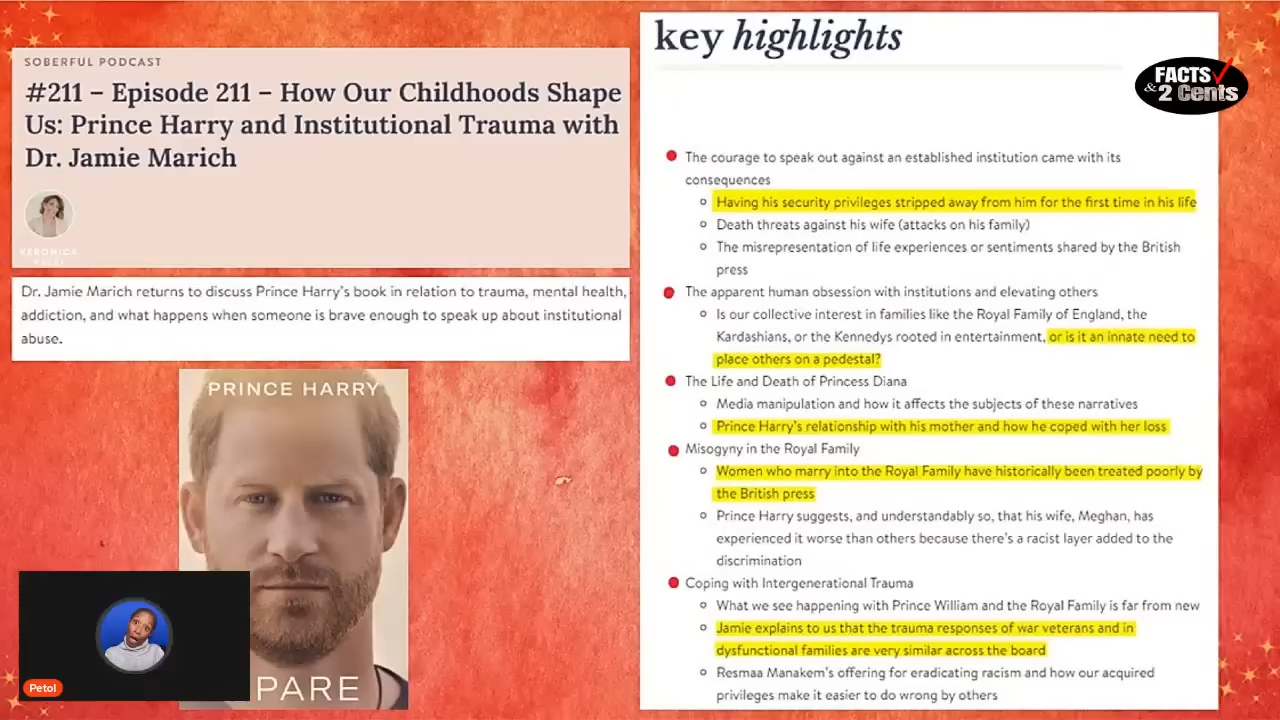 SOBERFUL PODCAST
#211 – Episode 211 – How Our Childhoods Shape
Us: Prince Harry and Institutional Trauma with
Dr. Jamie Marich
VERONICA
Dr. Jamie Marich returns to discuss Prince Harry's book in relation to trauma, mental health,
addiction, and what happens when someone is brave enough to speak up about institutional
abuse.
PRINCE HARRY
PARE
Petol
key highlights
FACTS
& 2 Cents
The courage to speak out against an established institution came with its
consequences
Having his security privileges stripped away from him for the first time in his life
Death threats against his wife (attacks on his family)
The misrepresentation of life experiences or sentiments shared by the British
press
The apparent human obsession with institutions and elevating others
Is our collective interest in families like the Royal Family of England, the
Kardashians, or the Kennedys rooted in entertainment, or is it an innate need to
place others on a pedestal?
The Life and Death of Princess Diana
Media manipulation and how it affects the subjects of these narratives
Prince Harry's relationship with his mother and how he coped with her loss
Misogyny in the Royal Family
Women who marry into the Royal Family have historically been treated poorly by
the British press
Prince Harry suggests, and understandably so, that his wife, Meghan, has
experienced it worse than others because there's a racist layer added to the
discrimination
Coping with Intergenerational Trauma
What we see happening with Prince William and the Royal Family is far from new
Jamie explains to us that the trauma responses of war veterans and in
dysfunctional families are very similar across the board
Resmaa Manakem's offering for eradicating racism and how our acquired
privileges make it easier to do wrong by others